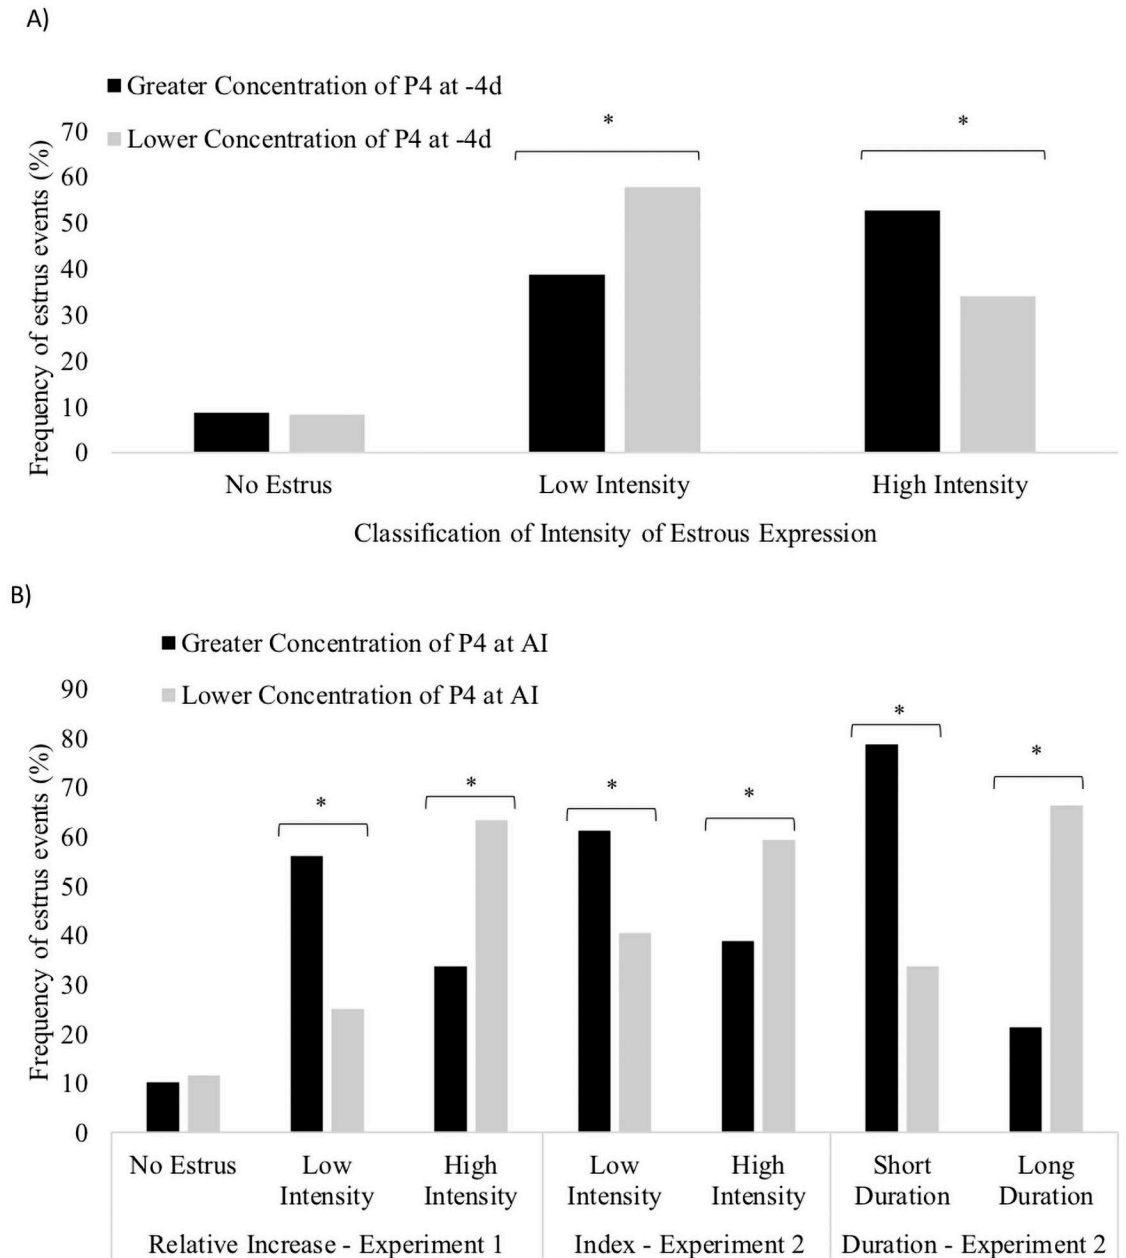 A)
Greater Concentration of P4 at -4d
Lower Concentration of P4 at -4d
*
*
70
60
50
40
30
20
10
0
Frequency of estrus events (%)
No Estrus
Low Intensity
High Intensity
Classification of Intensity of Estrous Expression
B)
Greater Concentration of P4 at AI
Lower Concentration of P4 at AI
90
80
70
60
50
40
30
20
10
0
Frequency of estrus events (%)
*
*
*
*
*
*
No Estrus
Low
Intensity
High
Intensity
Low
Intensity
High
Intensity
Short
Duration
Long
Duration
Relative Increase - Experiment 1
Index - Experiment 2
Duration - Experiment 2